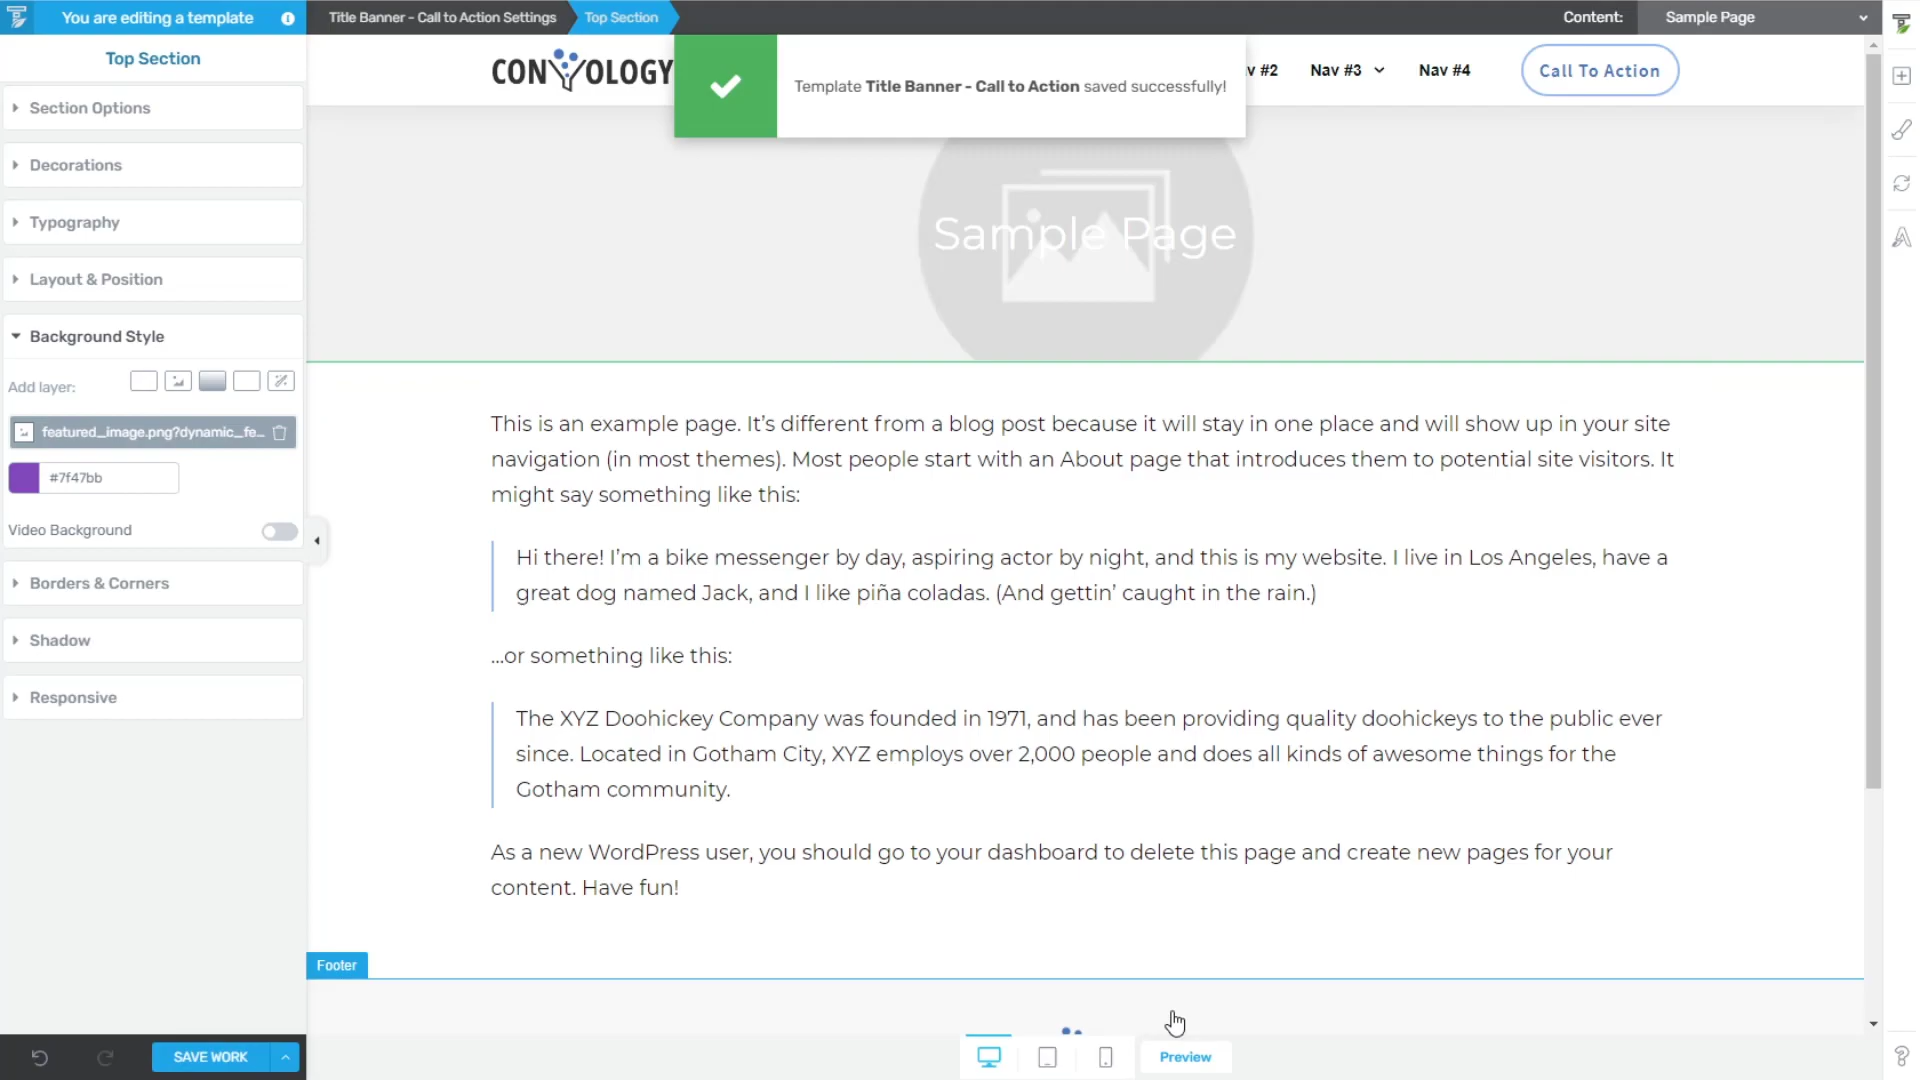 You are editing a template
Title Banner - Call to Action Settings
Top Section
Content:
Sample Page
Top Section
Section Options
Decorations
Typography
Layout & Position
Background Style
Add layer:
featured_image.png?dynamic_fe...
#7f47bb
Video Background
Borders & Corners
Shadow
Responsive
SAVE WORK
CONVOLOGY
Template Title Banner - Call to Action saved successfully!
v #2
Nav #3
Nav #4
Call To Action
Sample Page
This is an example page. It’s different from a blog post because it will stay in one place and will show up in your site
navigation (in most themes). Most people start with an About page that introduces them to potential site visitors. It
might say something like this:
Hi there! I’m a bike messenger by day, aspiring actor by night, and this is my website. I live in Los Angeles, have a
great dog named Jack, and I like piña coladas. (And gettin’ caught in the rain.)
…or something like this:
The XYZ Doohickey Company was founded in 1971, and has been providing quality doohickeys to the public ever
since. Located in Gotham City, XYZ employs over 2,000 people and does all kinds of awesome things for the
Gotham community.
As a new WordPress user, you should go to your dashboard to delete this page and create new pages for your
content. Have fun!
Footer
Preview